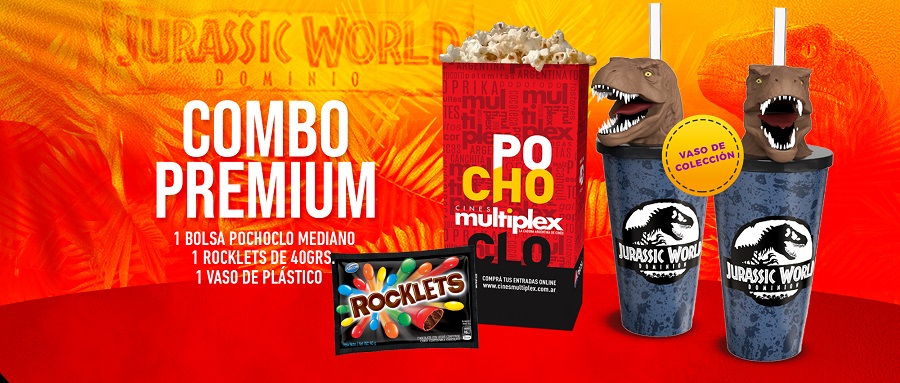 JURASSIC WORLD
DOMINIO
COMBO
PREMIUM
1 BOLSA POCHOCLO MEDIANO
1 ROCKLETS DE 40GRS.
1 VASO DE PLÁSTICO
ROCKLETS
PO
CHO
CINES
multiplex
CLO
COMPRÁ TUS ENTRADAS ONLINE
www.cinesmultiplex.com.ar
VASO DE
COLECCIÓN
JURASSIC WORLD
DOMINION
JURASSIC WORLD
DOMINION